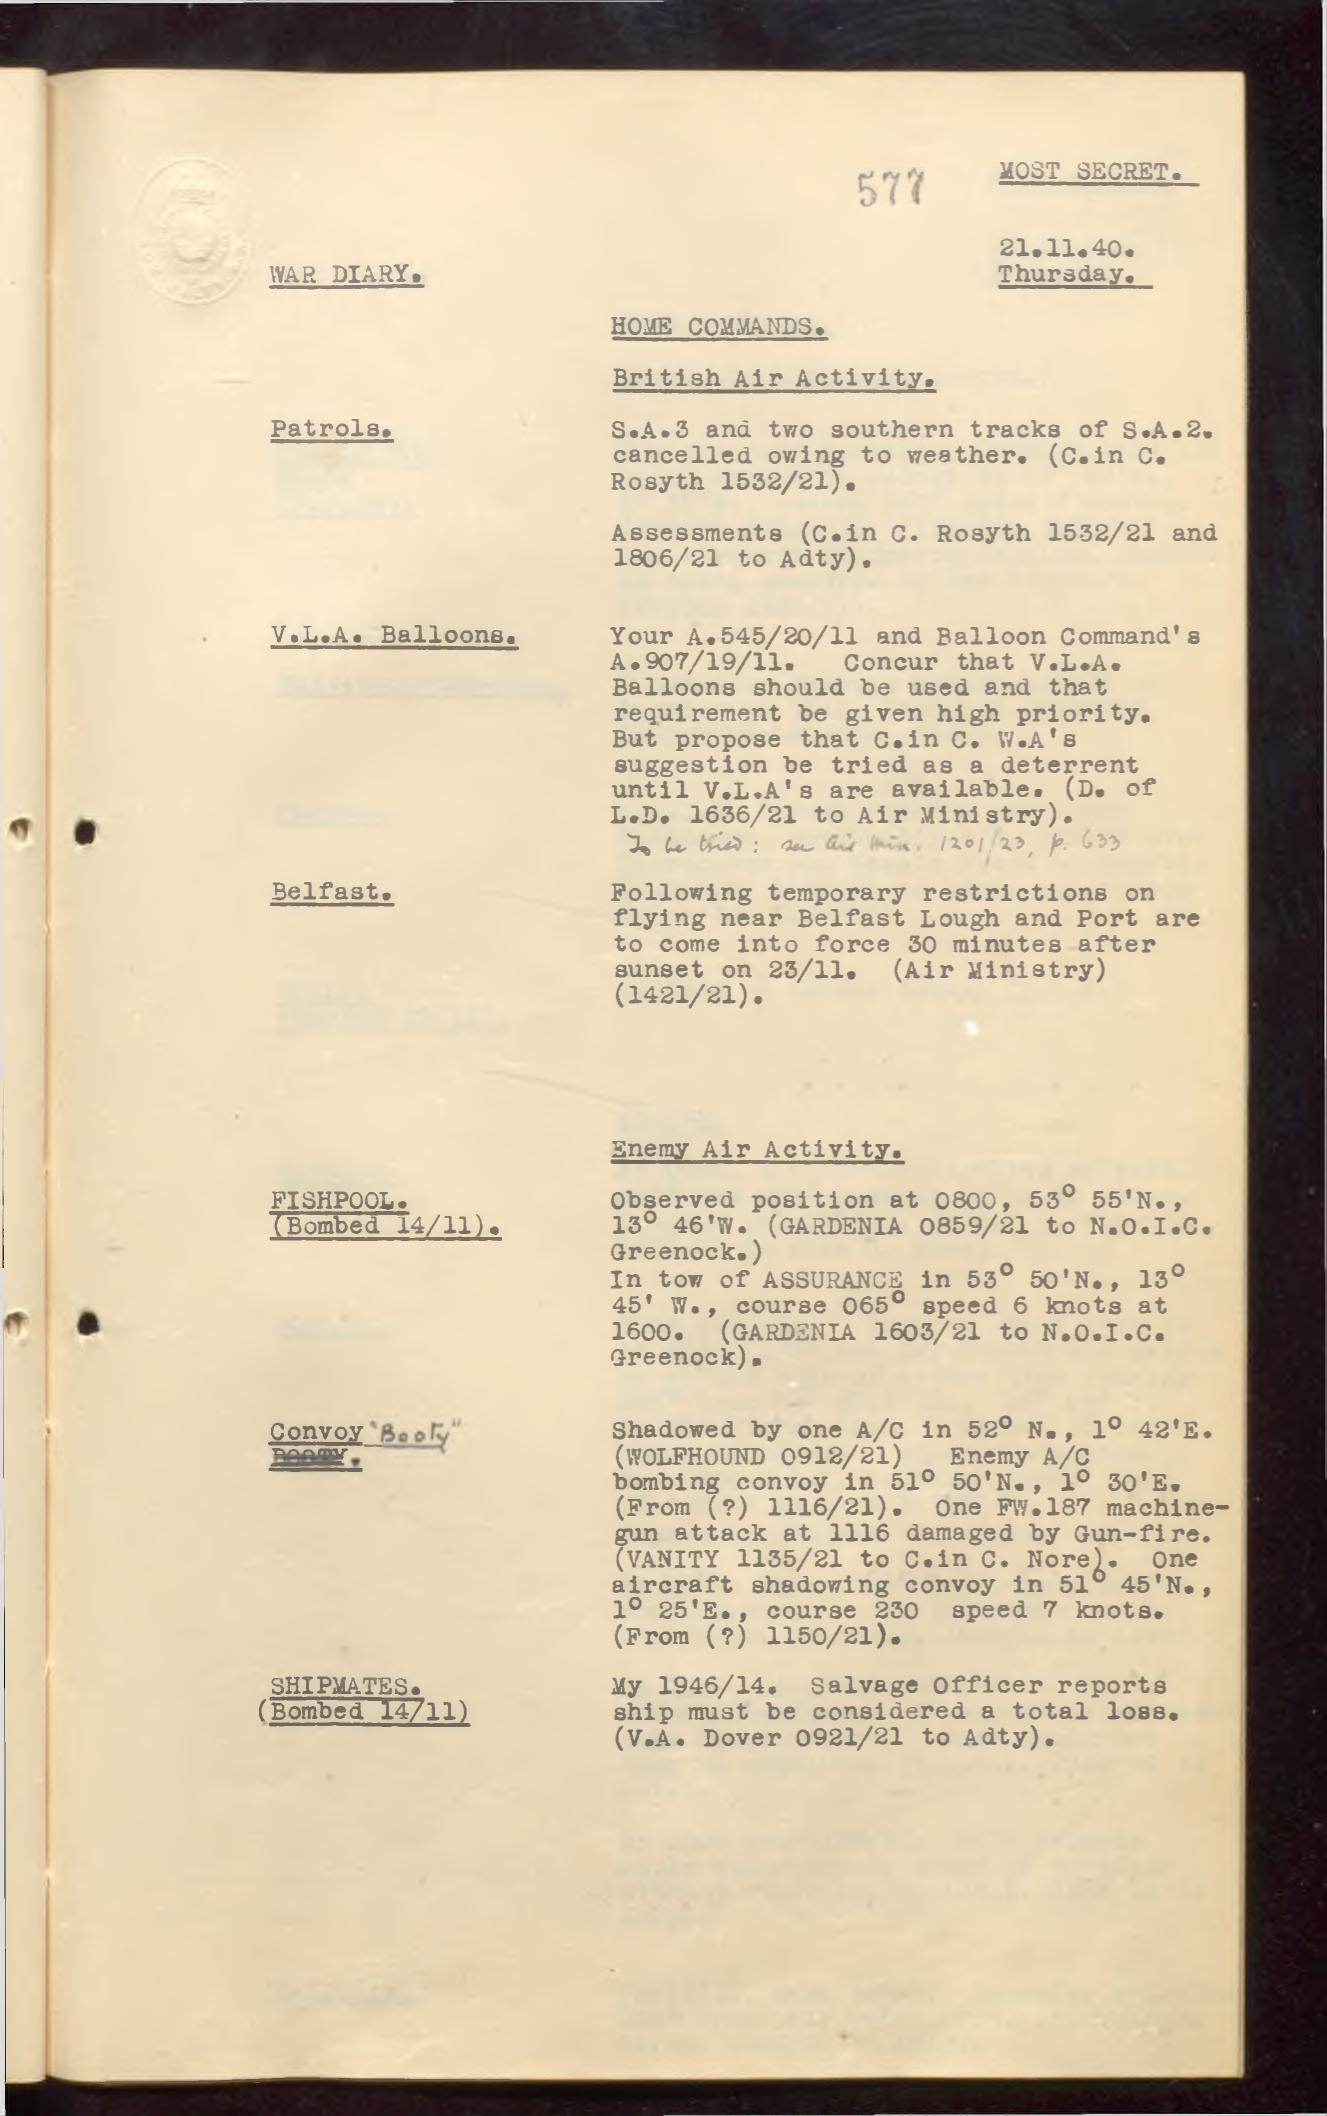 577
MOST SECRET.
21.11.40.
Thursday.
WAR DIARY.
HOME COMMANDS.
British Air Activity.
Patrols.
S.A.3 and two southern tracks of S.A.2.
cancelled owing to weather. (C.in C.
Rosyth 1532/21).
Assessments (C.in C. Rosyth 1532/21 and
1806/21 to Adty).
V.L.A. Balloons.
Your A.545/20/11 and Balloon Command's
A.907/19/11. Concur that V.L.A.
Balloons should be used and that
requirement be given high priority.
But propose that C.in C. W.A's
suggestion be tried as a deterrent
until V.L.A's are available. (D. of
L.D. 1636/21 to Air Ministry).
To be tried: see Air Min. 1201/23, p. 633
Belfast.
Following temporary restrictions on
flying near Belfast Lough and Port are
to come into force 30 minutes after
sunset on 23/11. (Air Ministry)
(1421/21).
Enemy Air Activity.
FISHPOOL.
(Bombed 14/11).
Observed position at 0800, 53° 55'N.,
13° 46'W. (GARDENIA 0859/21 to N.O.I.C.
Greenock.)
In tow of ASSURANCE in 53° 50'N., 13°
45' W., course 065° speed 6 knots at
1600. (GARDENIA 1603/21 to N.O.I.C.
Greenock).
Convoy "Booty"
BOOTY.
Shadowed by one A/C in 52° N., 1° 42'E.
(WOLFHOUND 0912/21) Enemy A/C
bombing convoy in 51° 50'N., 1° 30'E.
(From (?) 1116/21). One FW.187 machine-
gun attack at 1116 damaged by Gun-fire.
(VANITY 1135/21 to C.in C. Nore). One
aircraft shadowing convoy in 51° 45'N.,
1° 25'E., course 230 speed 7 knots.
(From (?) 1150/21).
SHIPMATES.
(Bombed 14/11)
My 1946/14. Salvage Officer reports
ship must be considered a total loss.
(V.A. Dover 0921/21 to Adty).